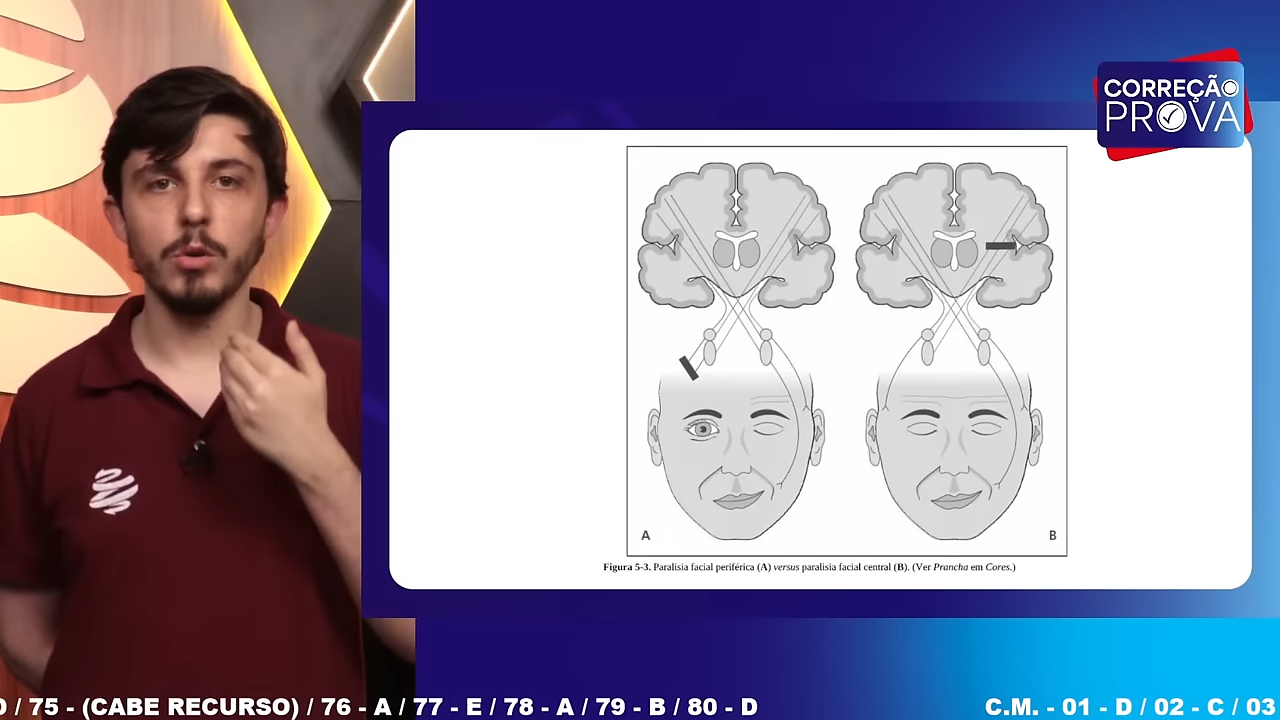 CORREÇÃO
PROVA
A
B
Figura 5-3. Paralisia facial periférica (A) versus paralisia facial central (B). (Ver Prancha em Cores.)
/ 75 - (CABE RECURSO) / 76 - A / 77 - E / 78 - A / 79 - B / 80 - D
C.M. - 01 - D / 02 - C / 03